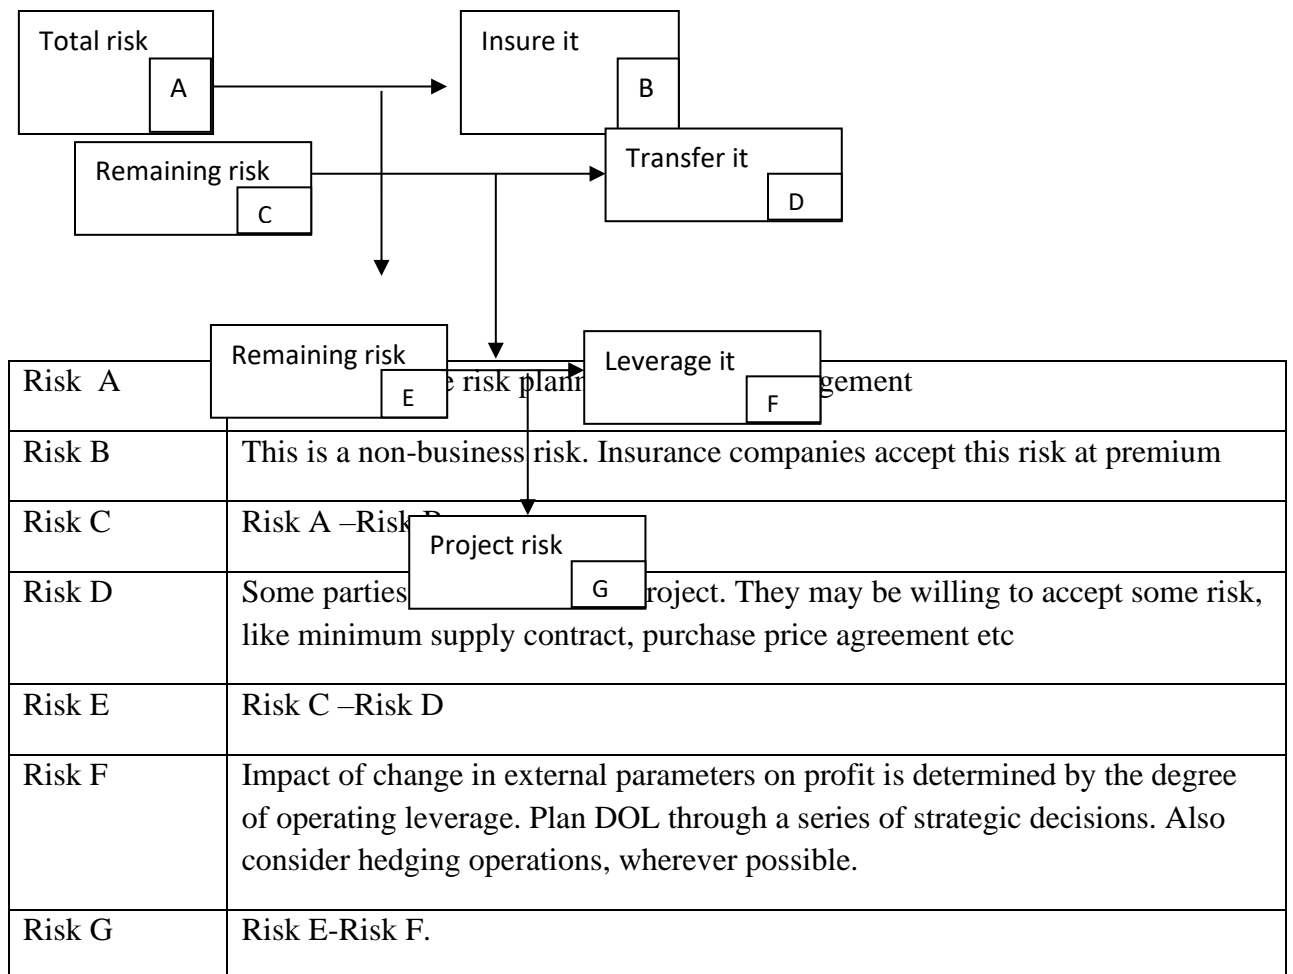 Total risk
A
Insure it
B
Remaining risk
C
Transfer it
D
Remaining risk
E
Leverage it
F
Project risk
G
Risk A
risk
Risk B
This is a non-business risk. Insurance companies accept this risk at premium
Risk C
Risk A –Risk
Risk D
Some parties roject. They may be willing to accept some risk,
like minimum supply contract, purchase price agreement etc
Risk E
Risk C –Risk D
Risk F
Impact of change in external parameters on profit is determined by the degree
of operating leverage. Plan DOL through a series of strategic decisions. Also
consider hedging operations, wherever possible.
Risk G
Risk E-Risk F.